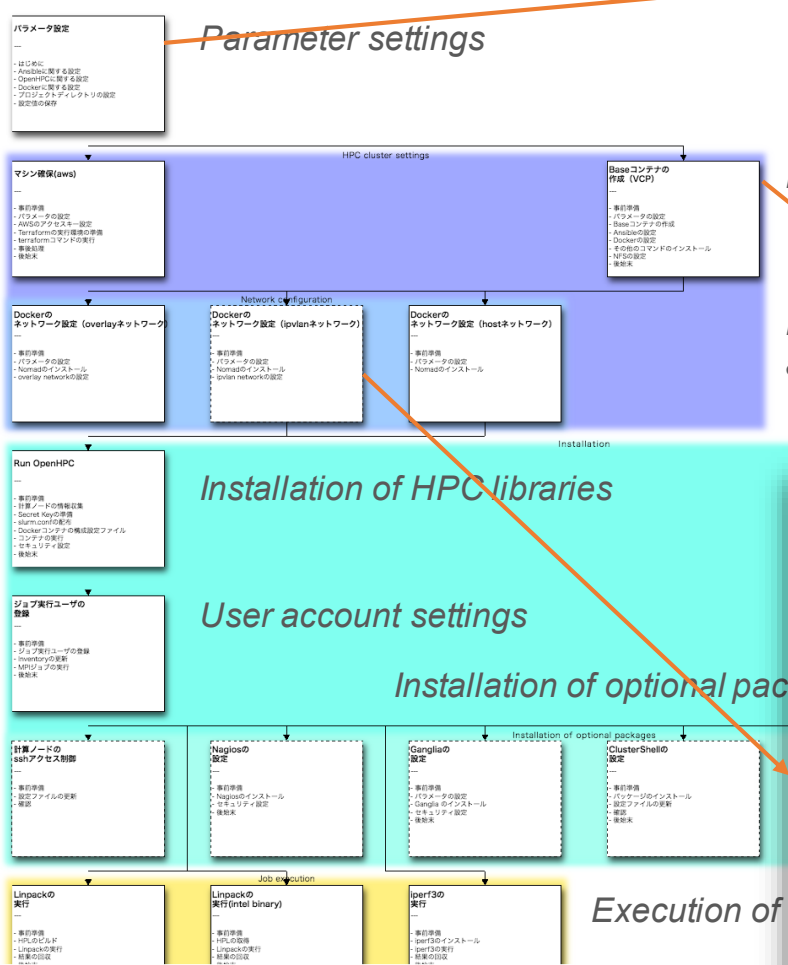 パラメータ設定
---
- はじめに
- Ansibleに関する設定
- OpenHPCに関する設定
- Dockerに関する設定
- プロジェクトディレクトリの設定
- 設定値の保存
Parameter settings
HPC cluster settings
マシン確保(aws)
---
- 事前準備
- パラメータの設定
- AWSのアクセスキー設定
- Terraformの実行環境の準備
- terraformコマンドの実行
- 事後処理
- 後始末
Baseコンテナの
作成（VCP）
---
- 事前準備
- パラメータの設定
- Baseコンテナの作成
- Ansibleの設定
- Dockerの設定
- その他のコマンドのインストール
- NFSの設定
- 後始末
Network configuration
Dockerの
ネットワーク設定（overlayネットワーク）
---
- 事前準備
- パラメータの設定
- Nomadのインストール
- overlay networkの設定
Dockerの
ネットワーク設定（ipvlanネットワーク）
---
- 事前準備
- パラメータの設定
- Nomadのインストール
- ipvlan networkの設定
Dockerの
ネットワーク設定（hostネットワーク）
---
- 事前準備
- パラメータの設定
- Nomadのインストール
Installation
Run OpenHPC
---
- 事前準備
- 計算ノードの情報収集
- Secret Keyの準備
- slurm.confの配布
- Dockerコンテナの構成設定ファイル
- コンテナの実行
- セキュリティ設定
- 後始末
Installation of HPC libraries
ジョブ実行ユーザの
登録
---
- 事前準備
- ジョブ実行ユーザの登録
- Inventoryの更新
- MPIジョブの実行
- 後始末
User account settings
Installation of optional pac
Installation of optional packages
計算ノードの
sshアクセス制御
---
- 事前準備
- 設定ファイルの更新
- 確認
Nagiosの
設定
---
- 事前準備
- Nagiosのインストール
- セキュリティ設定
- 後始末
Gangliaの
設定
---
- 事前準備
- パラメータの設定
- Ganglia のインストール
- セキュリティ設定
- 後始末
ClusterShellの
設定
---
- 事前準備
- パッケージのインストール
- 設定ファイルの更新
- 確認
- 後始末
Job execution
Linpackの
実行
---
- 事前準備
- HPLのビルド
- Linpackの実行
- 結果の回収
Linpackの
実行(intel binary)
---
- 事前準備
- HPLの取得
- Linpackの実行
- 結果の回収
iperf3の
実行
---
- 事前準備
- iperf3のインストール
- iperf3の実行
- 結果の回収
Execution of